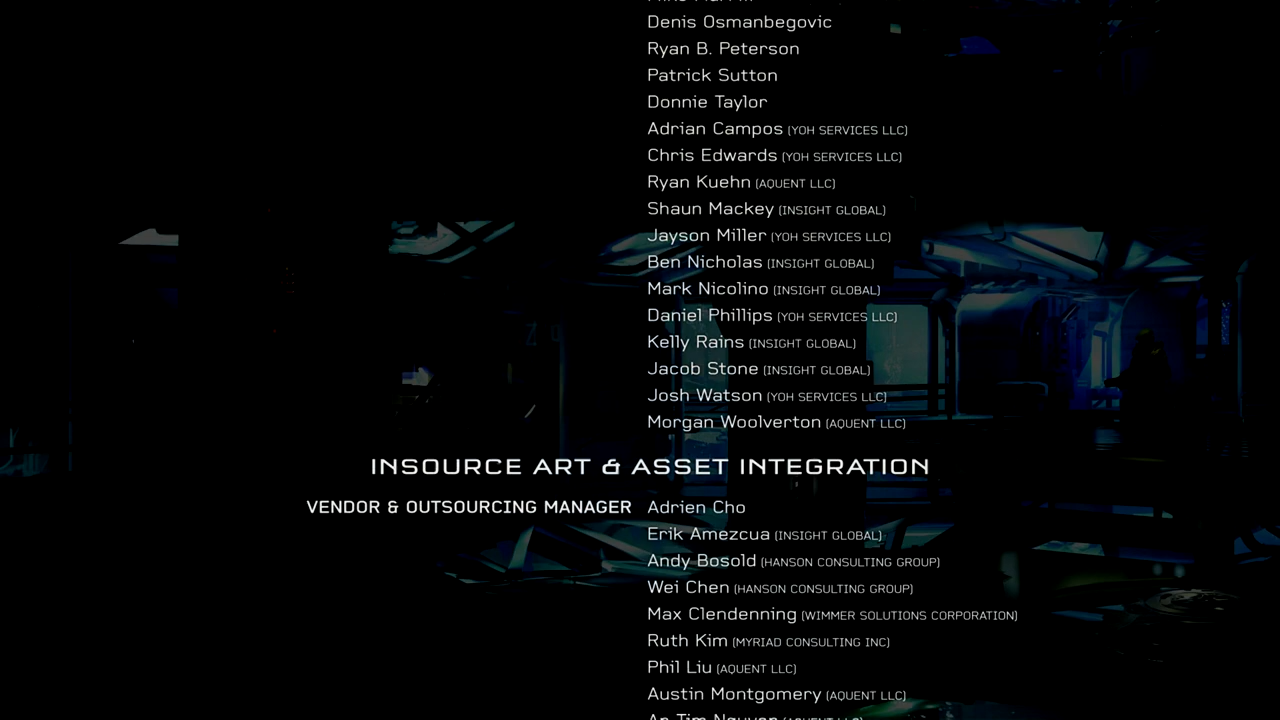 Denis Osmanbegovic
Ryan B. Peterson
Patrick Sutton
Donnie Taylor
Adrian Campos (YOH SERVICES LLC)
Chris Edwards (YOH SERVICES LLC)
Ryan Kuehn (AQUENT LLC)
Shaun Mackey (INSIGHT GLOBAL)
Jayson Miller (YOH SERVICES LLC)
Ben Nicholas (INSIGHT GLOBAL)
Mark Nicolino (INSIGHT GLOBAL)
Daniel Phillips (YOH SERVICES LLC)
Kelly Rains (INSIGHT GLOBAL)
Jacob Stone (INSIGHT GLOBAL)
Josh Watson (YOH SERVICES LLC)
Morgan Woolverton (AQUENT LLC)
INSOURCE ART & ASSET INTEGRATION
VENDOR & OUTSOURCING MANAGER Adrien Cho
Erik Amezcua (INSIGHT GLOBAL)
Andy Bosold (HANSON CONSULTING GROUP)
Wei Chen (HANSON CONSULTING GROUP)
Max Clendenning (WIMMER SOLUTIONS CORPORATION)
Ruth Kim (MYRIAD CONSULTING INC)
Phil Liu (AQUENT LLC)
Austin Montgomery (AQUENT LLC)